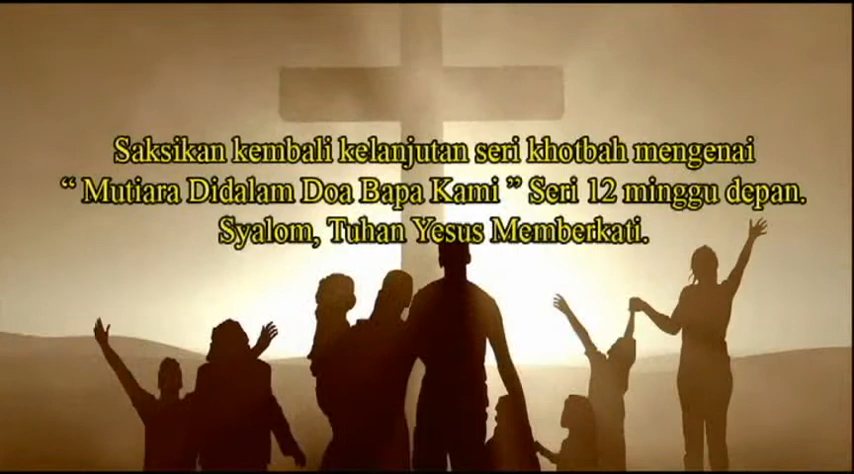 Saksikan kembali kelanjutan seri khotbah mengenai
“ Mutiara Didalam Doa Bapa Kami ” Seri 12 minggu depan.
Syalom, Tuhan Yesus Memberkati.